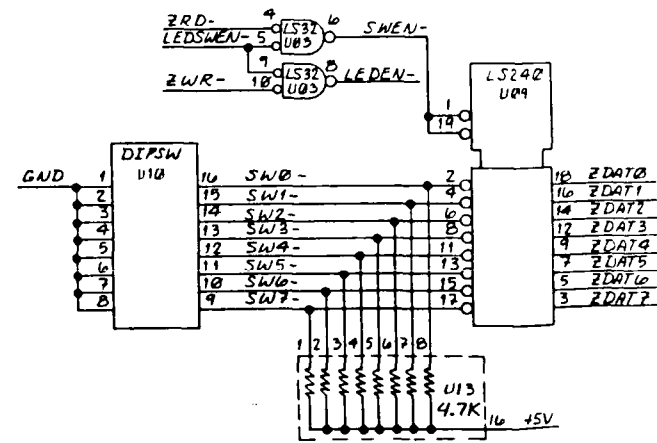 ZRD- 4 LS32 U03 6 SWEN-
LEDSWEN- 5
9 LS32 U03 8 LEDEN-
ZWR- 10
LS240
U09
1
19
DIPSW
U10
GND 1 16 SW0- 2 18 ZDAT0
2 15 SW1- 4 16 ZDAT1
3 14 SW2- 6 14 ZDAT2
4 13 SW3- 8 12 ZDAT3
5 12 SW4- 11 9 ZDAT4
6 11 SW5- 13 7 ZDAT5
7 10 SW6- 15 5 ZDAT6
8 9 SW7- 17 3 ZDAT7
1 2 3 4 5 6 7 8
U13
4.7K
16 +5V